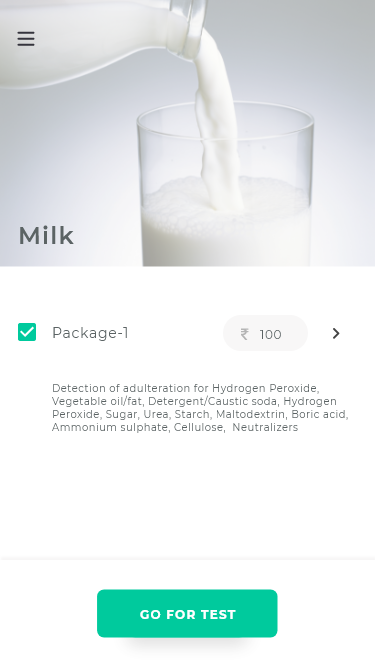 Milk
Package-1
₹ 100
Detection of adulteration for Hydrogen Peroxide,
Vegetable oil/fat, Detergent/Caustic soda, Hydrogen
Peroxide, Sugar, Urea, Starch, Maltodextrin, Boric acid,
Ammonium sulphate, Cellulose,  Neutralizers
GO FOR TEST